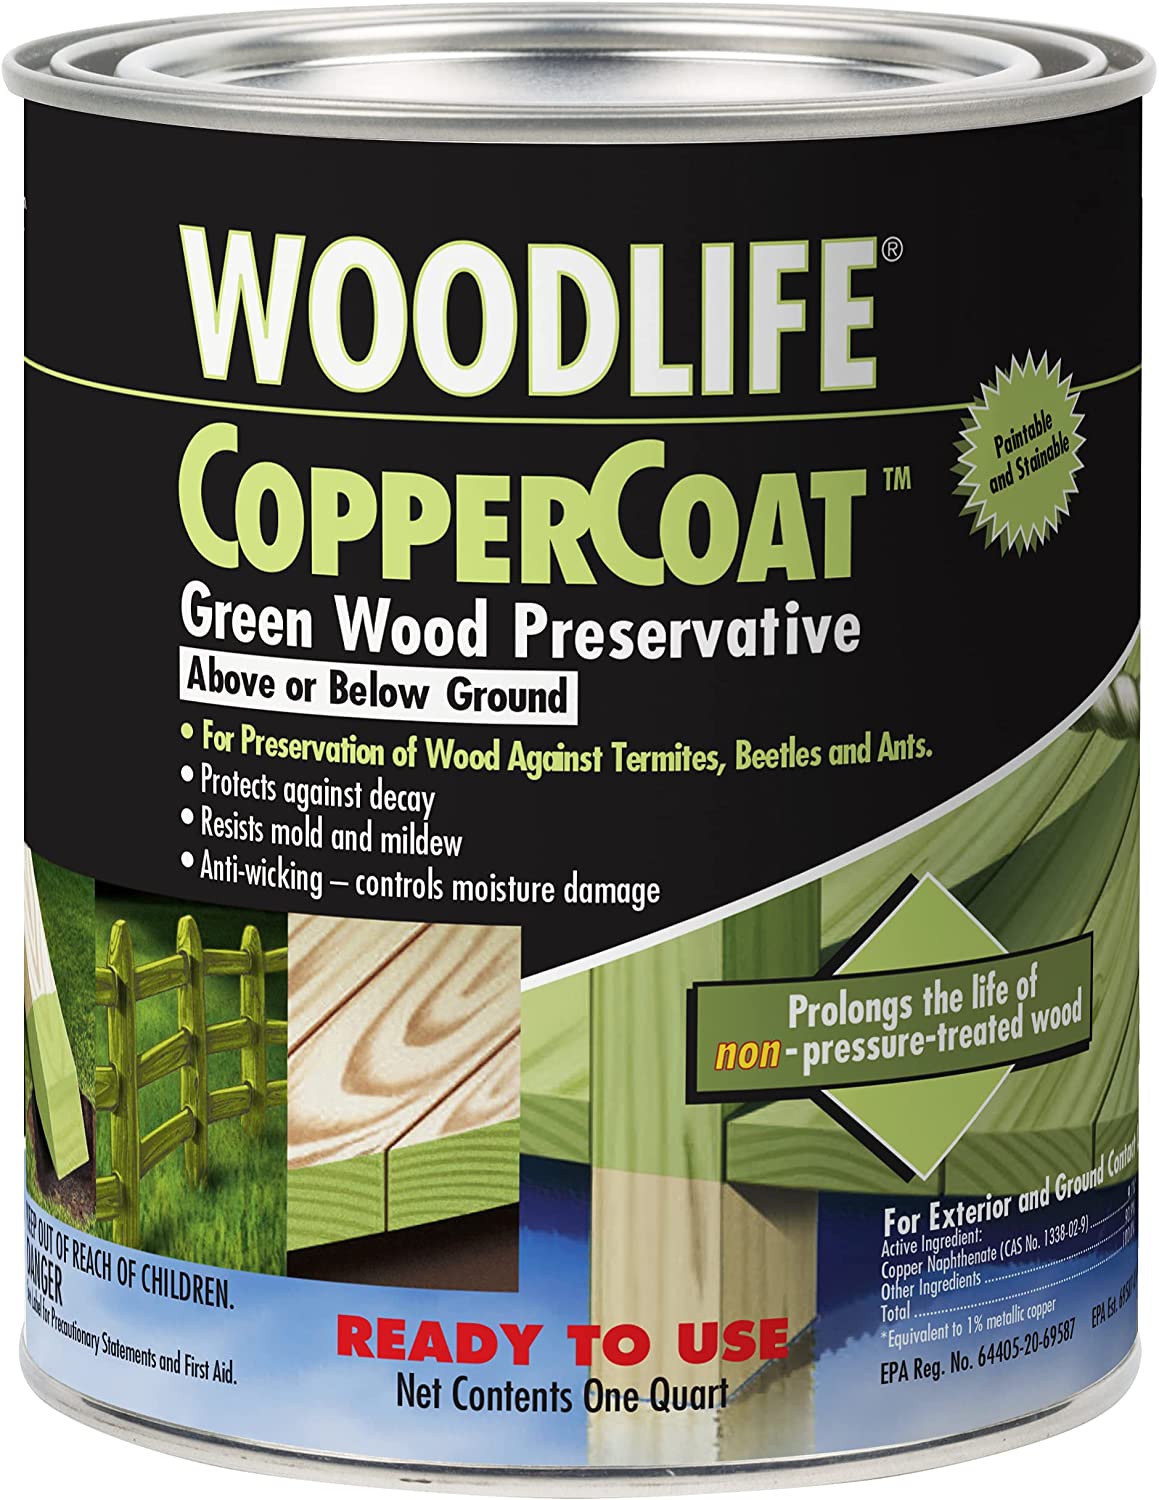 WOODLIFE®
COPPERCOAT™
Paintable
and Stainable
Green Wood Preservative
Above or Below Ground
• For Preservation of Wood Against Termites, Beetles and Ants.
• Protects against decay
• Resists mold and mildew
• Anti-wicking – controls moisture damage
Prolongs the life of
non-pressure-treated wood
KEEP OUT OF REACH OF CHILDREN.
DANGER
Label for Precautionary Statements and First Aid.
READY TO USE
Net Contents One Quart
For Exterior and Ground Contact
Active Ingredient:
Copper Naphthenate (CAS No. 1338-02-9)
Other Ingredients
Total
*Equivalent to 1% metallic copper
EPA Reg. No. 64405-20-69587 EPA Est.